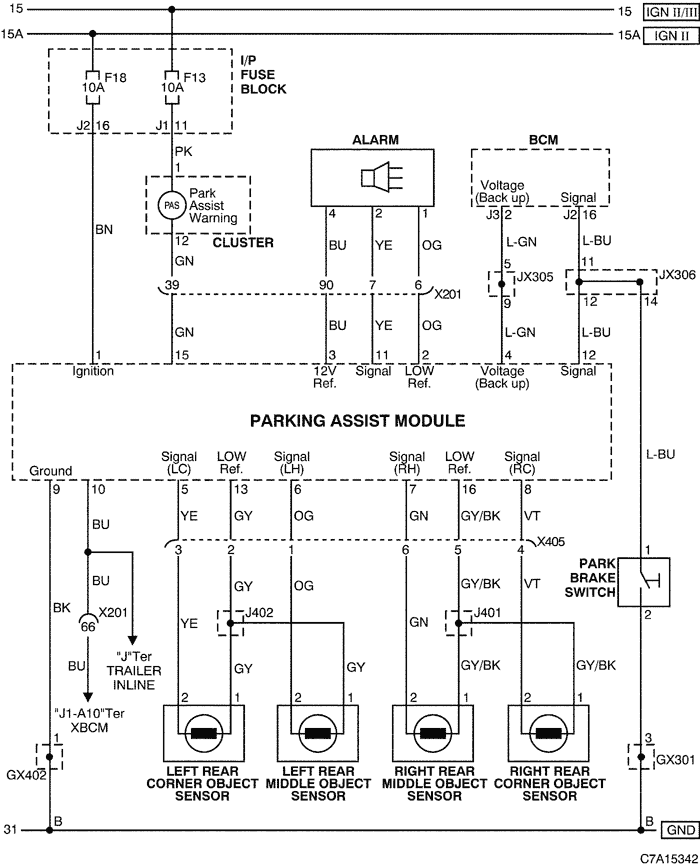 15 15 IGN II/III
15A 15A IGN II
I/P
FUSE
BLOCK
F18 F13
10A 10A
J2 16 J1 11
ALARM BCM
PK
1
Park
Assist
Warning
PAS
Voltage
(Back up)
Signal
4 2 1 J3 2 J2 16
BN
12 CLUSTER
GN BU YE OG L-GN L-BU
5 11
39 90 7 6 X201 JX305 JX306
9 12 14
GN BU YE OG L-GN L-BU
1 15 3 11 2 4 12
Ignition 12V
Ref. Signal LOW
Ref. Voltage
(Back up) Signal
PARKING ASSIST MODULE
L-BU
Ground Signal
(LC) LOW
Ref. Signal
(LH) Signal
(RH) LOW
Ref. Signal
(RC)
9 10 5 13 6 7 16 8
BU YE GY OG GN GY/BK VT
3 2 1 6 5 4 X405
1
PARK
BRAKE
SWITCH
2
BU GY OG GY/BK VT
BK X201 66
YE J402 GN J401
"J"Ter
TRAILER
INLINE
BU GY GY GY/BK GY/BK
"J1-A10"Ter
XBCM
2 1 2 1 2 1 2 1
1 3
GX402 GX301
LEFT REAR
CORNER OBJECT
SENSOR
LEFT REAR
MIDDLE OBJECT
SENSOR
RIGHT REAR
MIDDLE OBJECT
SENSOR
RIGHT REAR
CORNER OBJECT
SENSOR
B B
31 GND
C7A15342